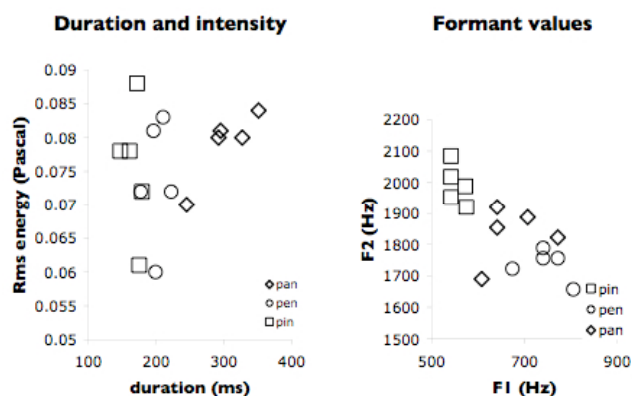 Duration and intensity
Rms energy (Pascal)
0.09
0.085
0.08
0.075
0.07
0.065
0.06
0.055
0.05
pan
pen
pin
100 200 300 400
duration (ms)
Formant values
F2 (Hz)
2200
2100
2000
1900
1800
1700
1600
1500
pin
pen
pan
500 700 900
F1 (Hz)